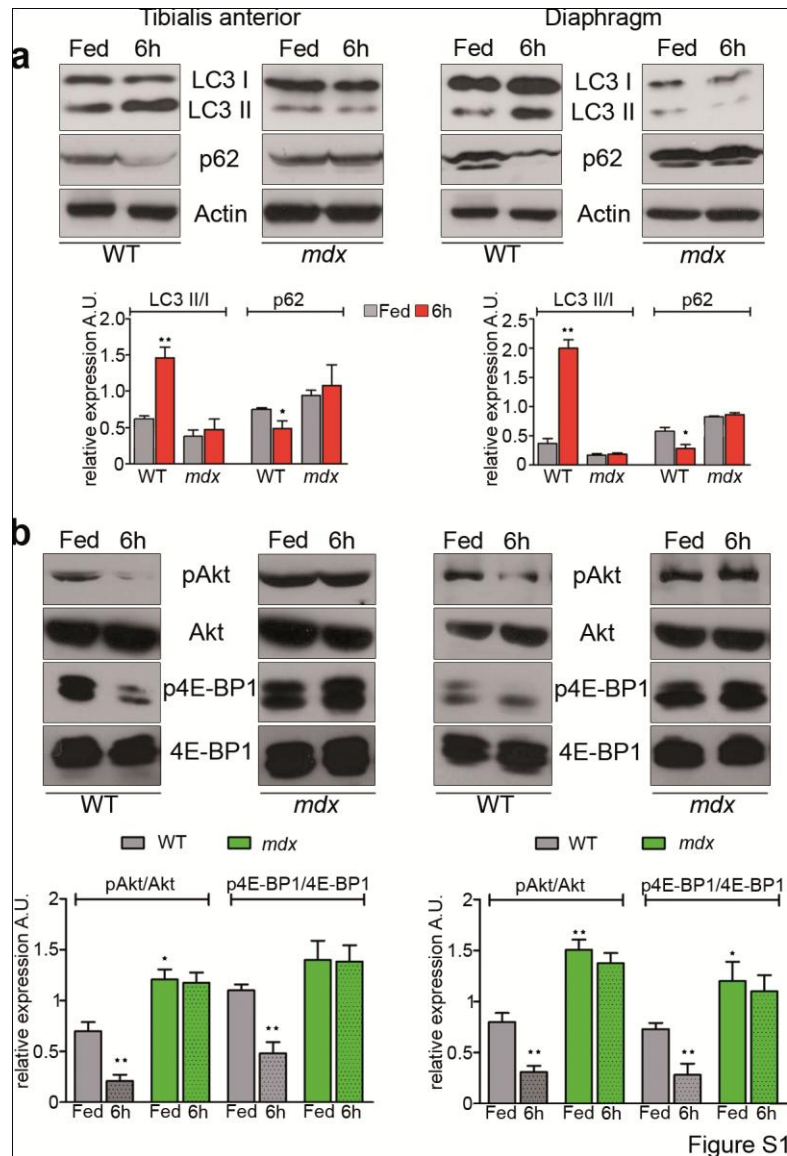 Tibialis anterior Diaphragm
a
Fed 6h Fed 6h Fed 6h Fed 6h
LC3 I LC3 I
LC3 II LC3 II
p62 p62
Actin Actin
WT mdx WT mdx
LC3 II/I p62 Fed 6h LC3 II/I p62
relative expression A.U.
2.0
1.5
1.0
0.5
0
** *
WT mdx WT mdx
relative expression A.U.
2.5
2.0
1.5
1.0
0.5
0
** *
WT mdx WT mdx
b
Fed 6h Fed 6h Fed 6h Fed 6h
pAkt pAkt
Akt Akt
p4E-BP1 p4E-BP1
4E-BP1 4E-BP1
WT mdx WT mdx
WT mdx WT mdx
pAkt/Akt p4E-BP1/4E-BP1
relative expression A.U.
2
1.5
1
0.5
0
** * **
Fed 6h Fed 6h Fed 6h Fed 6h
pAkt/Akt p4E-BP1/4E-BP1
relative expression A.U.
2
1.5
1
0.5
0
** ** ** *
Fed 6h Fed 6h Fed 6h Fed 6h
Figure S1